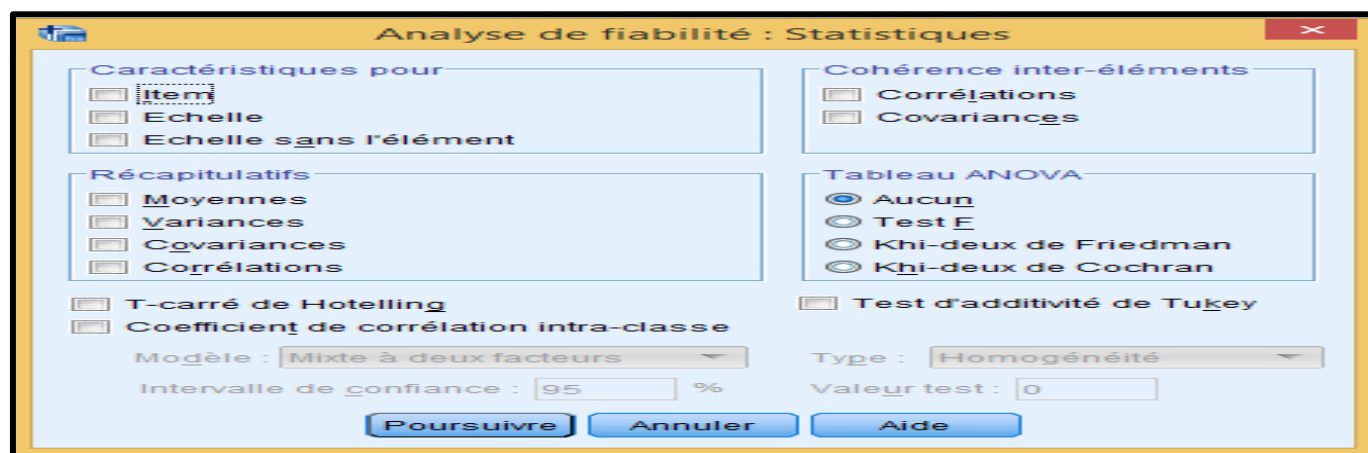 Analyse de fiabilité : Statistiques
Caractéristiques pour
Item
Echelle
Echelle sans l'élément
Cohérence inter-éléments
Corrélations
Covariances
Récapitulatifs
Moyennes
Variances
Covariances
Corrélations
Tableau ANOVA
Aucun
Test F
Khi-deux de Friedman
Khi-deux de Cochran
T-carré de Hotelling
Test d'additivité de Tukey
Coefficient de corrélation intra-classe
Modèle : Mixte à deux facteurs
Type : Homogénéité
Intervalle de confiance : 95 %
Valeur test : 0
Poursuivre
Annuler
Aide